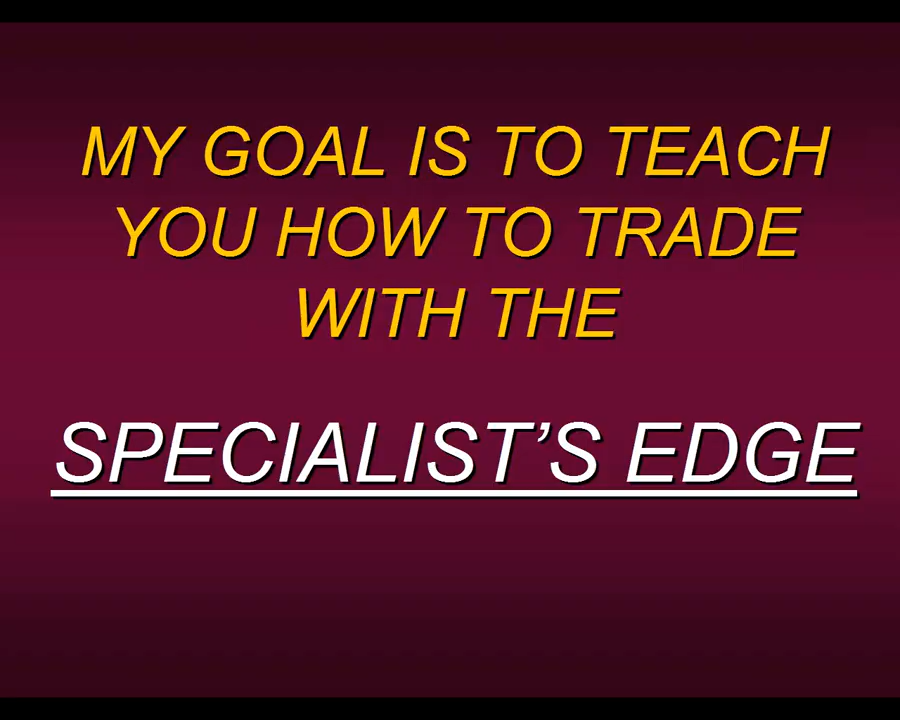 MY GOAL IS TO TEACH
YOU HOW TO TRADE
WITH THE
SPECIALIST’S EDGE